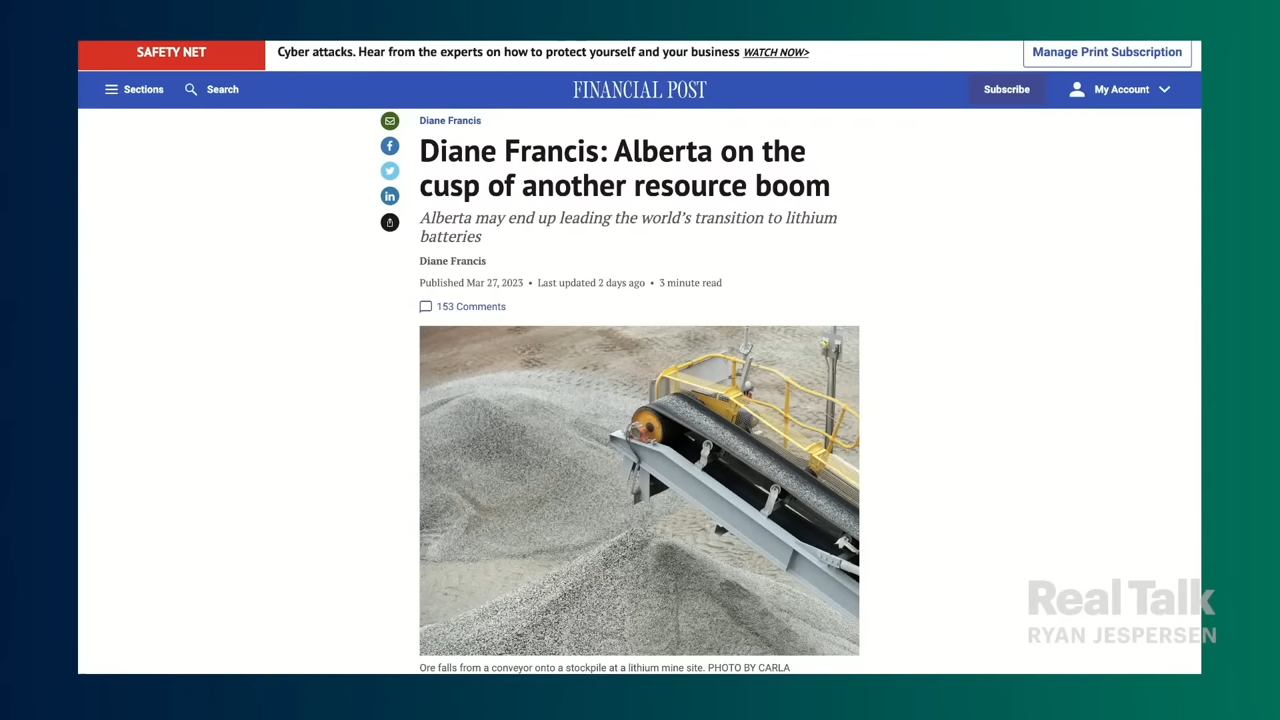 SAFETY NET
Cyber attacks. Hear from the experts on how to protect yourself and your business WATCH NOW>
Manage Print Subscription
Sections
Search
FINANCIAL POST
Subscribe
My Account
Diane Francis
Diane Francis: Alberta on the
cusp of another resource boom
Alberta may end up leading the world's transition to lithium
batteries
Diane Francis
Published Mar 27, 2023 • Last updated 2 days ago • 3 minute read
153 Comments
Ore falls from a conveyor onto a stockpile at a lithium mine site. PHOTO BY CARLA
Real Talk
RYAN JESPERSEN